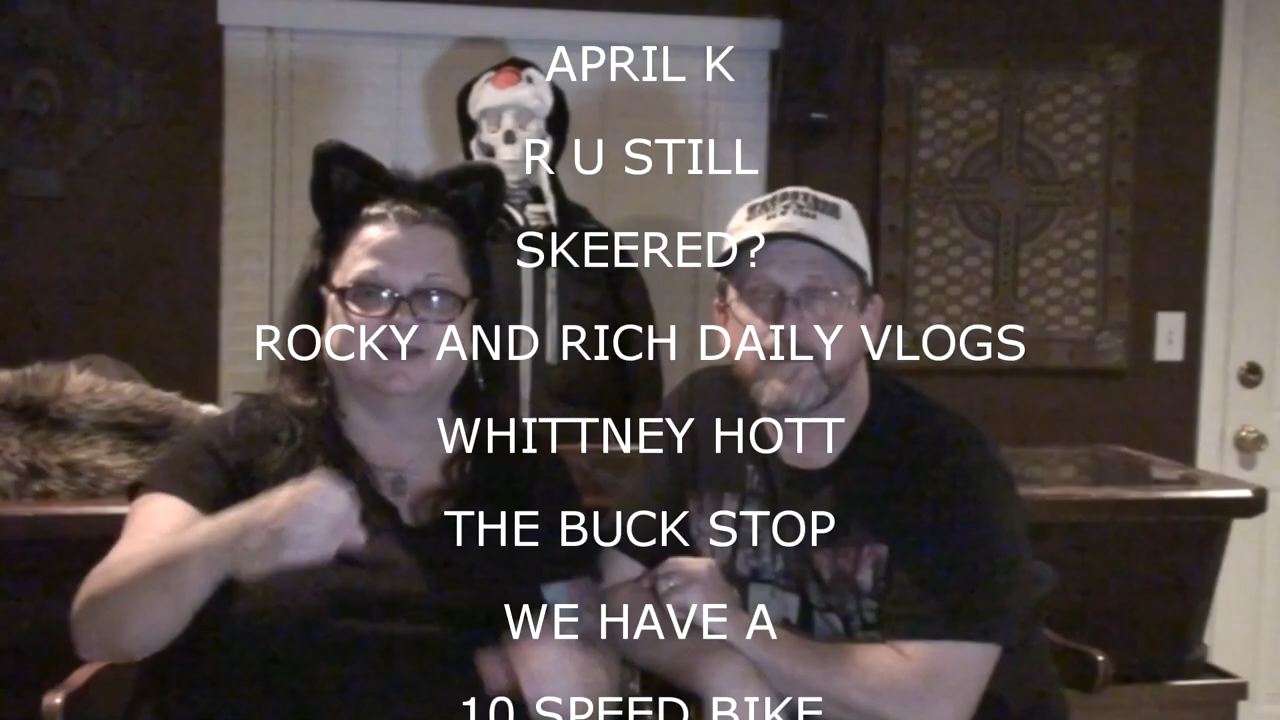 APRIL K
R U STILL
SKEERED?
ROCKY AND RICH DAILY VLOGS
WHITTNEY HOTT
THE BUCK STOP
WE HAVE A
10 SPEED BIKE